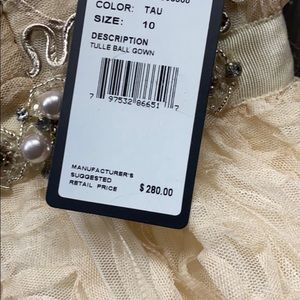 COLOR: TAU
SIZE: 10
DESCRIPTION
TULLE BALL GOWN
7 97532 86651 7
MANUFACTURER'S
SUGGESTED
RETAIL PRICE $280.00